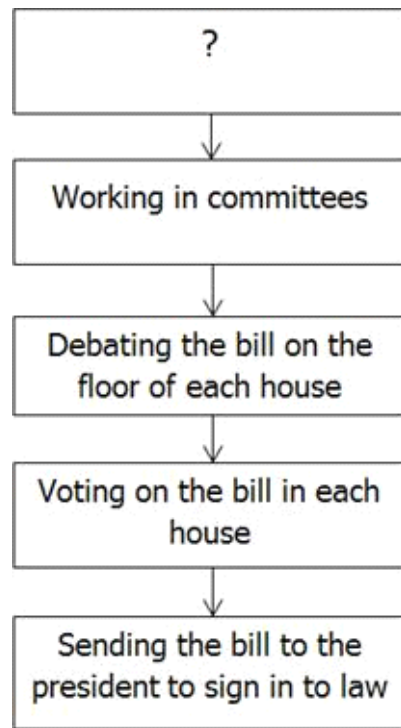 ?
Working in committees
Debating the bill on the
floor of each house
Voting on the bill in each
house
Sending the bill to the
president to sign in to law